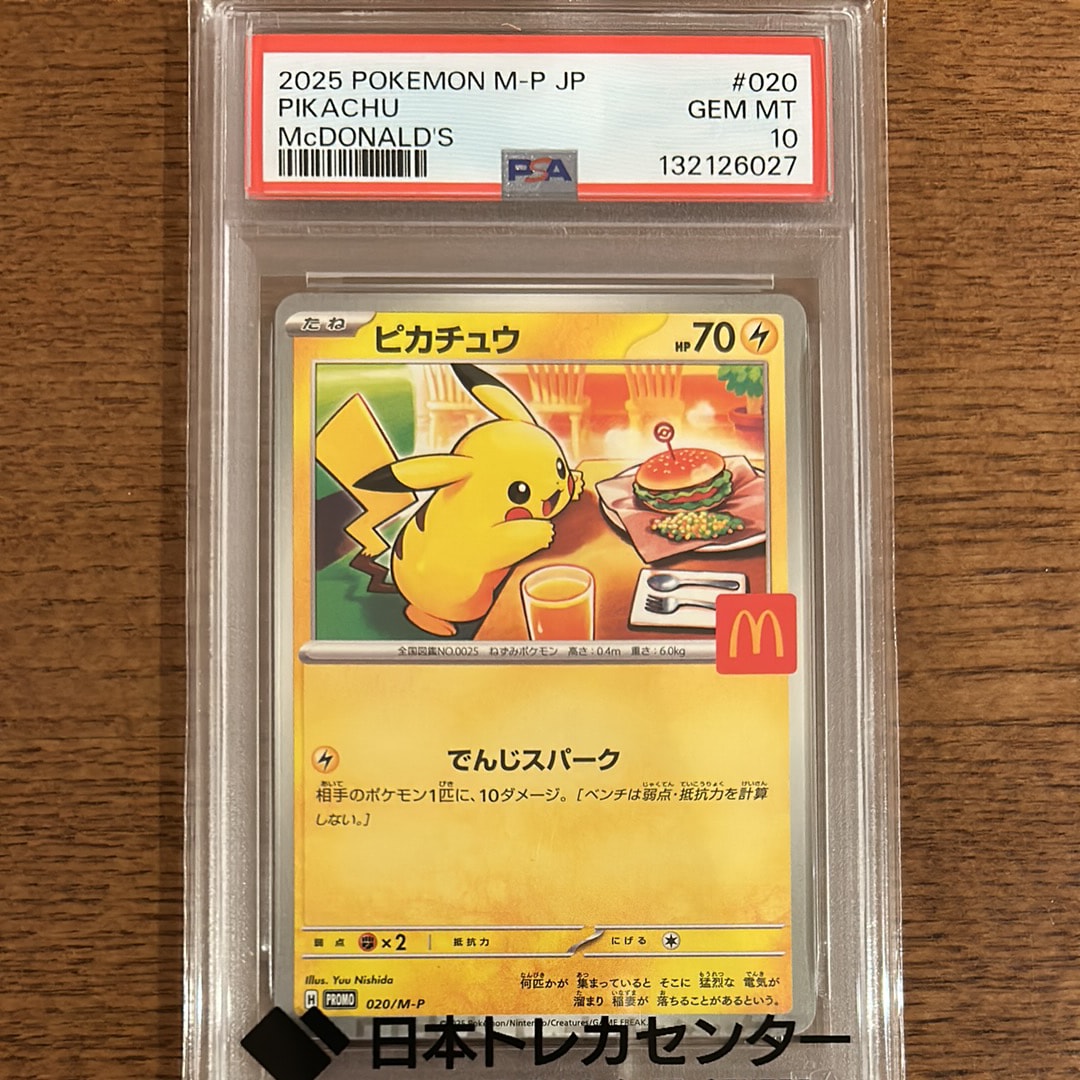 2025 POKEMON M-P JP #020
PIKACHU GEM MT
McDONALD'S 10
PSA 132126027
たね ピカチュウ HP70
全国図鑑NO.0025 ねずみポケモン 高さ:0.4m 重さ:6.0kg
でんじスパーク
相手のポケモン1匹に、10ダメージ。[ベンチは弱点・抵抗力を計算
しない。]
弱点 ×2 抵抗力 にげる
Illus. Yuu Nishida
何匹かが 集まっていると そこに 猛烈な 電気が
溜まり 稲妻が 落ちることがあるという。
H PROMO 020/M-P
©2025 Pokémon/Nintendo/Creatures/GAME FREAK.
日本トレカセンター